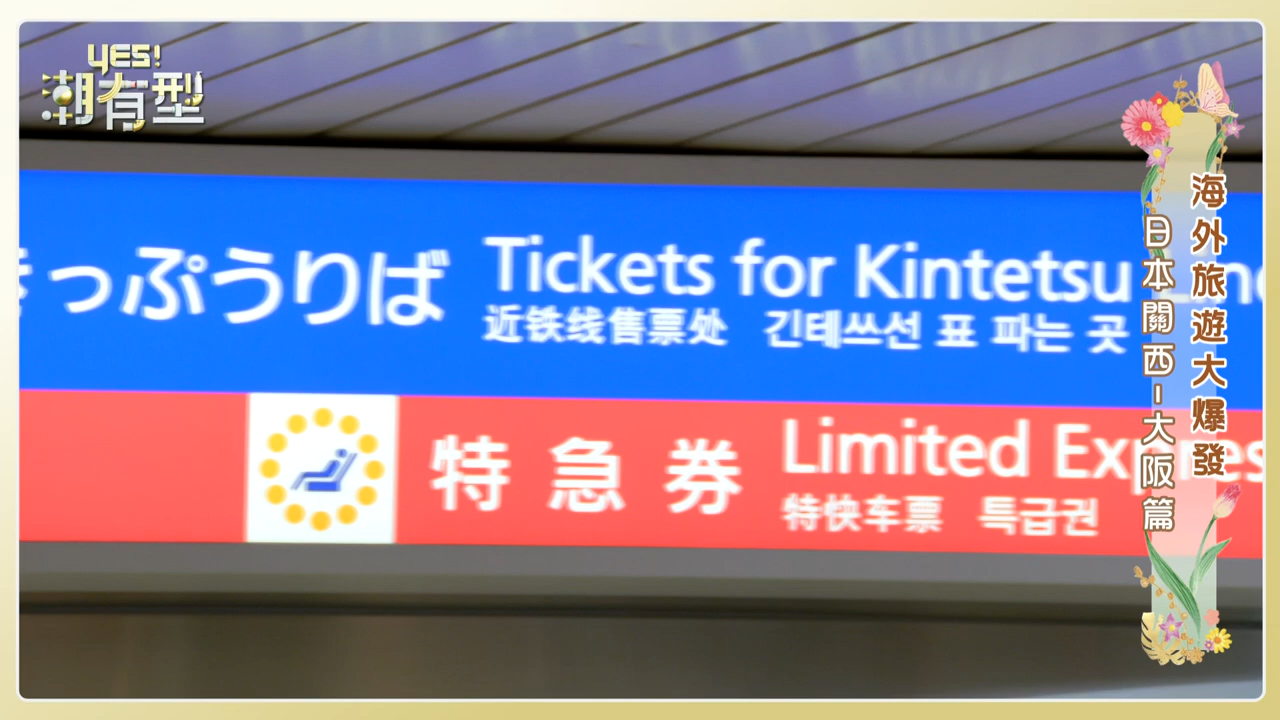 YES!
潮有型
海外旅遊大爆發
日本關西-大阪篇
きっぷうりば
Tickets for Kintetsu Line
近铁线售票处 긴테쓰선 표 파는 곳
特急券
Limited Express
特快车票 특급권